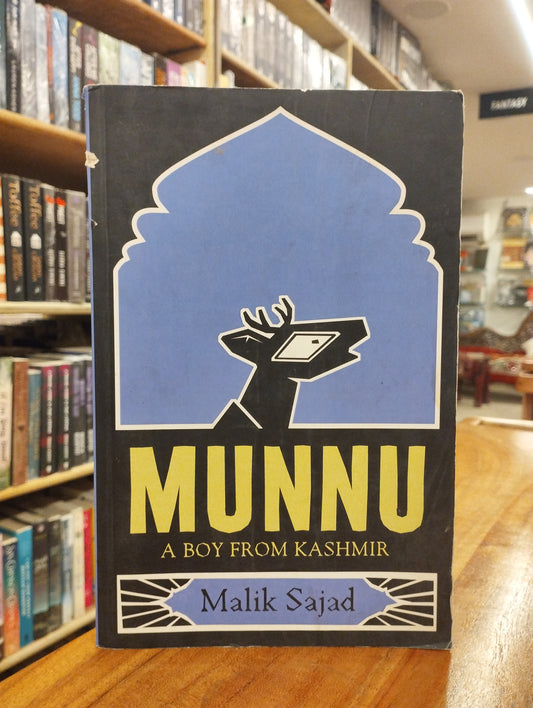 FANTASY
MUNNU
A BOY FROM KASHMIR
Malik Sajad